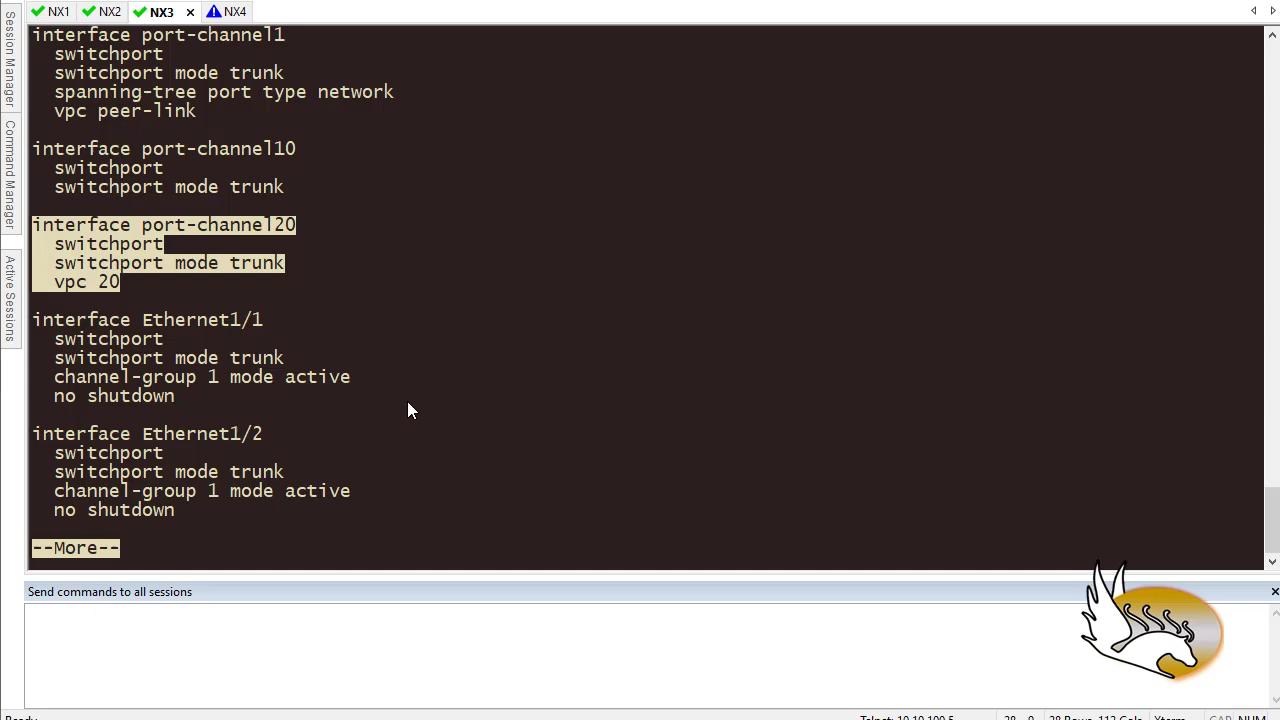 NX1 NX2 NX3 NX4
Session Manager
Command Manager
Active Sessions
interface port-channel1
switchport
switchport mode trunk
spanning-tree port type network
vpc peer-link
interface port-channel10
switchport
switchport mode trunk
interface port-channel20
switchport
switchport mode trunk
vpc 20
interface Ethernet1/1
switchport
switchport mode trunk
channel-group 1 mode active
no shutdown
interface Ethernet1/2
switchport
switchport mode trunk
channel-group 1 mode active
no shutdown
--More--
Send commands to all sessions